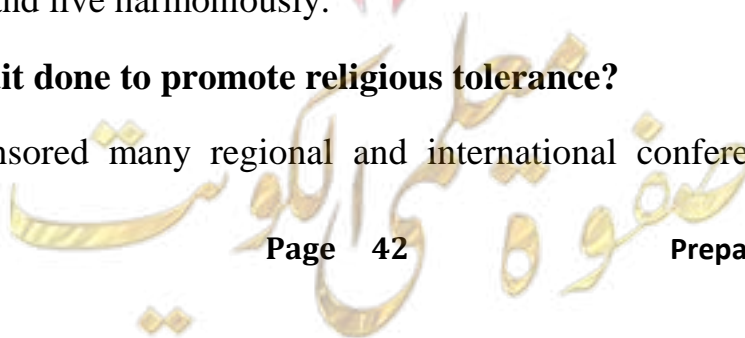 and live harmoniously.
it done to promote religious tolerance?
nsored many regional and international confere
صفوة معلمى الكويت
Page 42 Prepa